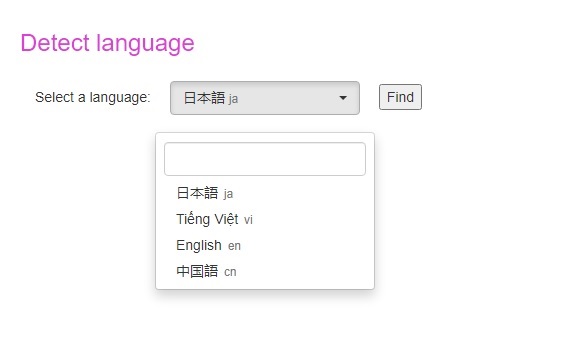 Detect language
Select a language: 日本語 ja Find
日本語 ja
Tiếng Việt vi
English en
中国語 cn